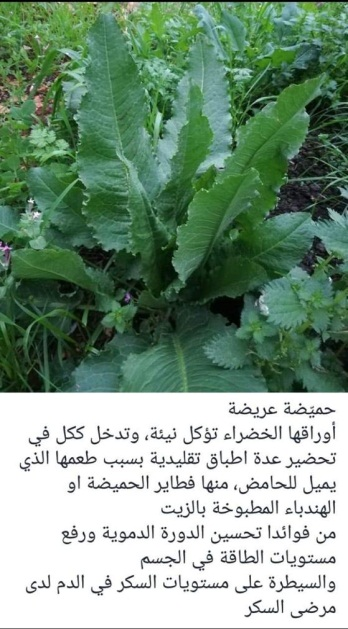 حميّضة عريضة
أوراقها الخضراء تؤكل نيئة، وتدخل ككل في
تحضير عدة اطباق تقليدية بسبب طعمها الذي
يميل للحامض، منها فطاير الحميضة او
الهندباء المطبوخة بالزيت
من فوائدا تحسين الدورة الدموية ورفع
مستويات الطاقة في الجسم
والسيطرة على مستويات السكر في الدم لدى
مرضى السكر